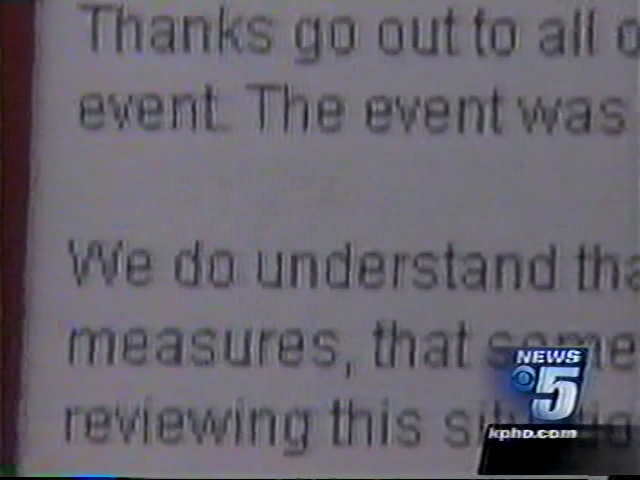 Thanks go out to all
event. The event was
We do understand
measures, that some
reviewing this
NEWS
5
kpho.com